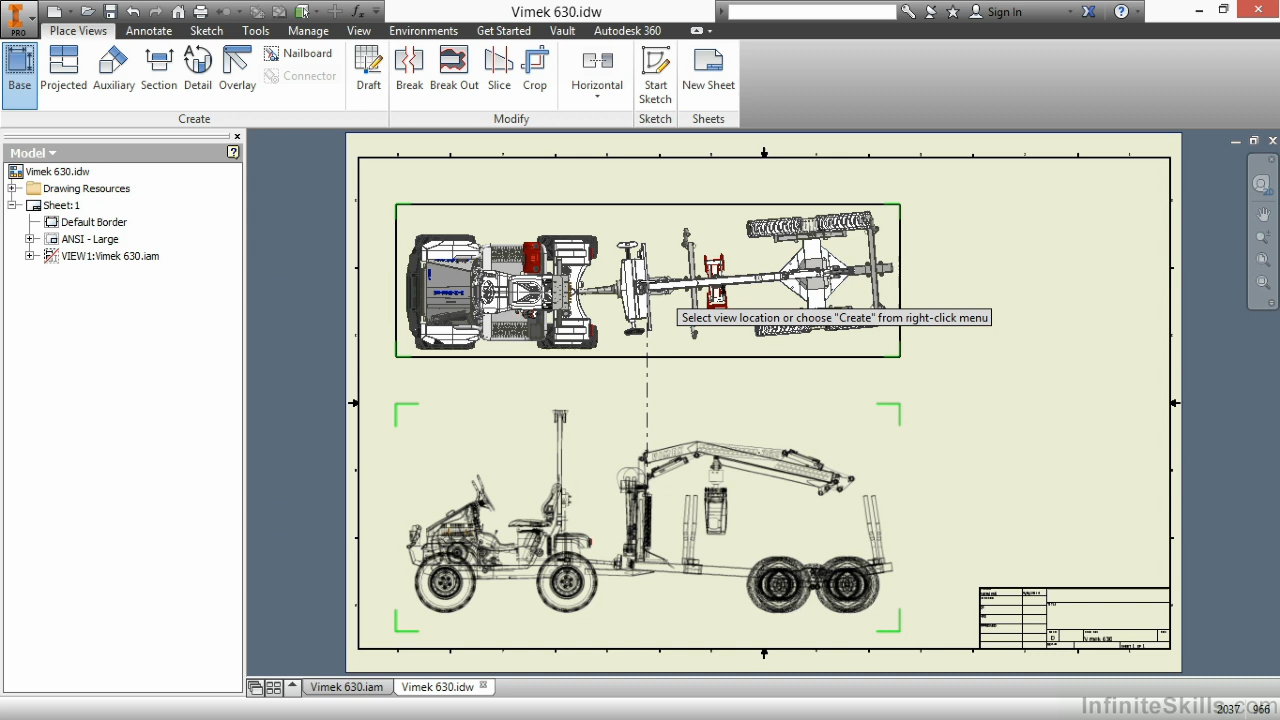 Vimek 630.idw
Sign In
PRO
Place Views Annotate Sketch Tools Manage View Environments Get Started Vault Autodesk 360
Base Projected Auxiliary Section Detail Overlay
Nailboard
Connector
Draft
Break Break Out Slice Crop
Horizontal
Start Sketch
New Sheet
Create Modify Sketch Sheets
Model
Vimek 630.idw
Drawing Resources
Sheet:1
Default Border
ANSI - Large
VIEW1:Vimek 630.iam
Select view location or choose "Create" from right-click menu
Vimek 630
Vimek 630.iam Vimek 630.idw
InfiniteSkills.com
2037 966